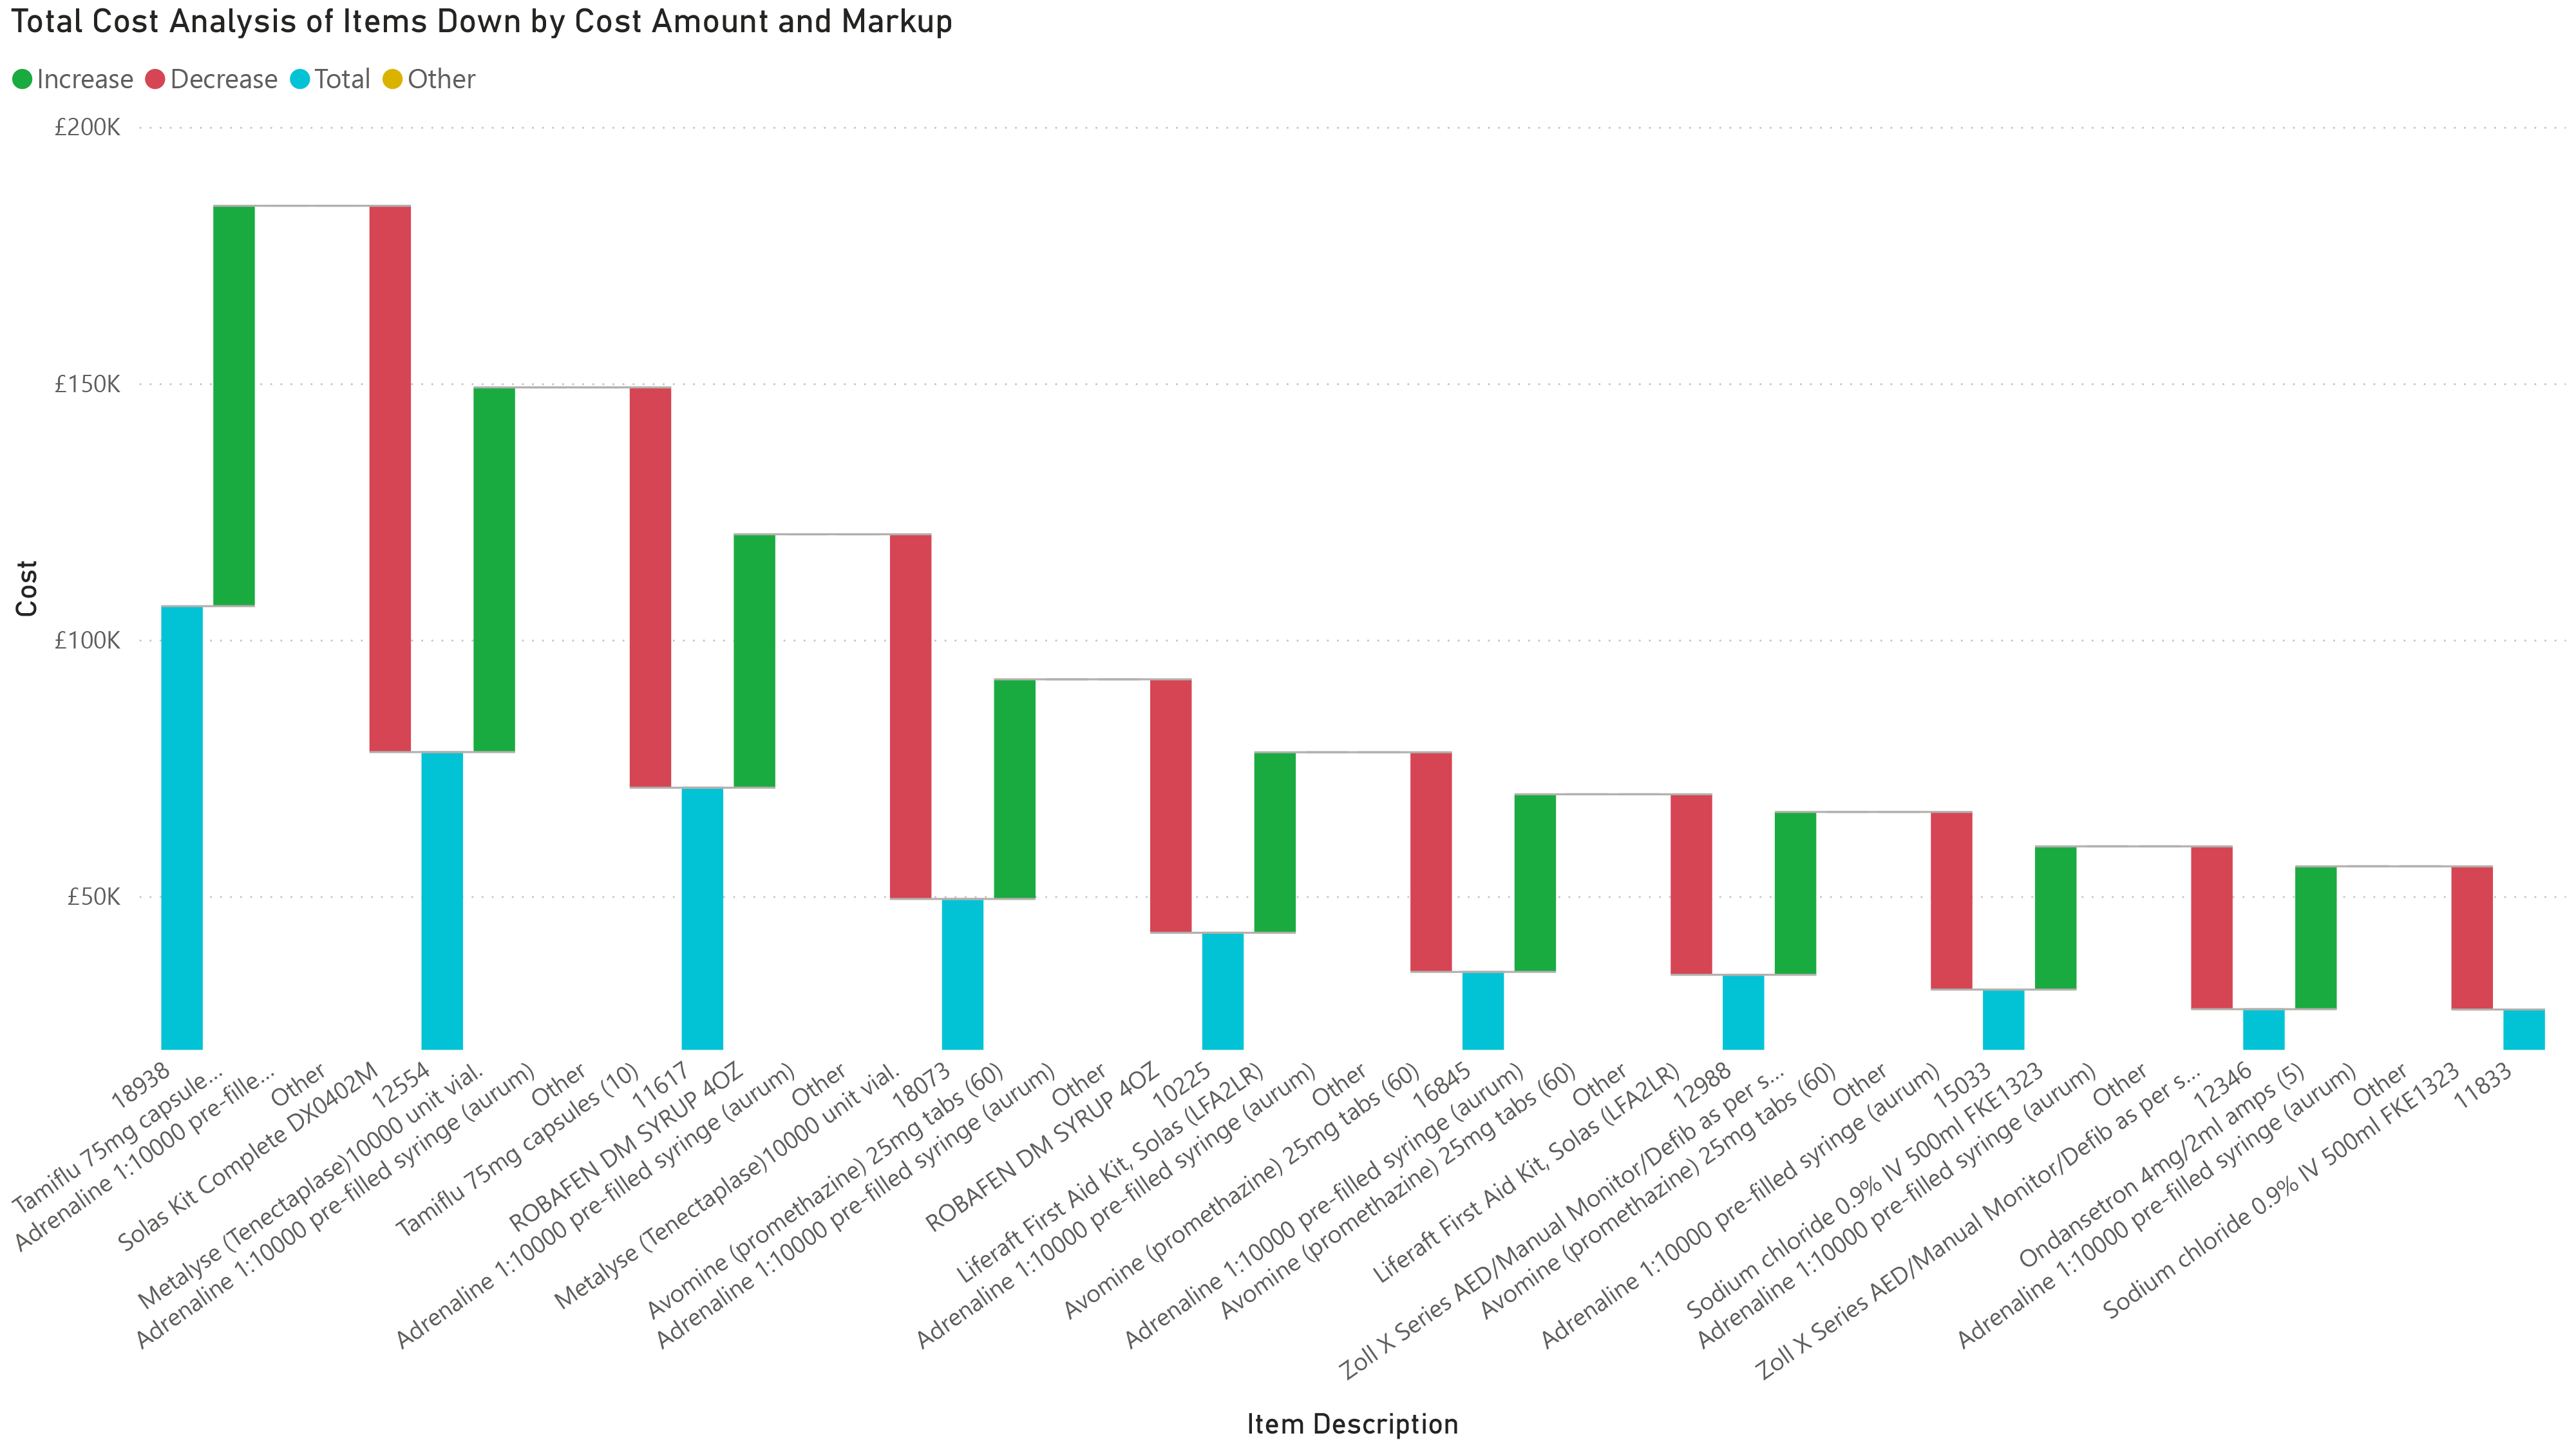 Total Cost Analysis of Items Down by Cost Amount and Markup
Increase Decrease Total Other
£200K
£150K
£100K
£50K
Cost
18938
Tamiflu 75mg capsule...
Adrenaline 1:10000 pre-fille...
Other
Solas Kit Complete DX0402M
12554
Metalyse (Tenectaplase)10000 unit vial.
Adrenaline 1:10000 pre-filled syringe (aurum)
Other
Tamiflu 75mg capsules (10)
11617
ROBAFEN DM SYRUP 4OZ
Adrenaline 1:10000 pre-filled syringe (aurum)
Other
Metalyse (Tenectaplase)10000 unit vial.
18073
Avomine (promethazine) 25mg tabs (60)
Adrenaline 1:10000 pre-filled syringe (aurum)
Other
ROBAFEN DM SYRUP 4OZ
10225
Liferaft First Aid Kit, Solas (LFA2LR)
Adrenaline 1:10000 pre-filled syringe (aurum)
Other
Avomine (promethazine) 25mg tabs (60)
16845
Adrenaline 1:10000 pre-filled syringe (aurum)
Avomine (promethazine) 25mg tabs (60)
Other
Liferaft First Aid Kit, Solas (LFA2LR)
12988
Zoll X Series AED/Manual Monitor/Defib as per s...
Avomine (promethazine) 25mg tabs (60)
Other
Adrenaline 1:10000 pre-filled syringe (aurum)
15033
Sodium chloride 0.9% IV 500ml FKE1323
Adrenaline 1:10000 pre-filled syringe (aurum)
Other
Zoll X Series AED/Manual Monitor/Defib as per s...
12346
Ondansetron 4mg/2ml amps (5)
Adrenaline 1:10000 pre-filled syringe (aurum)
Other
Sodium chloride 0.9% IV 500ml FKE1323
11833
Item Description